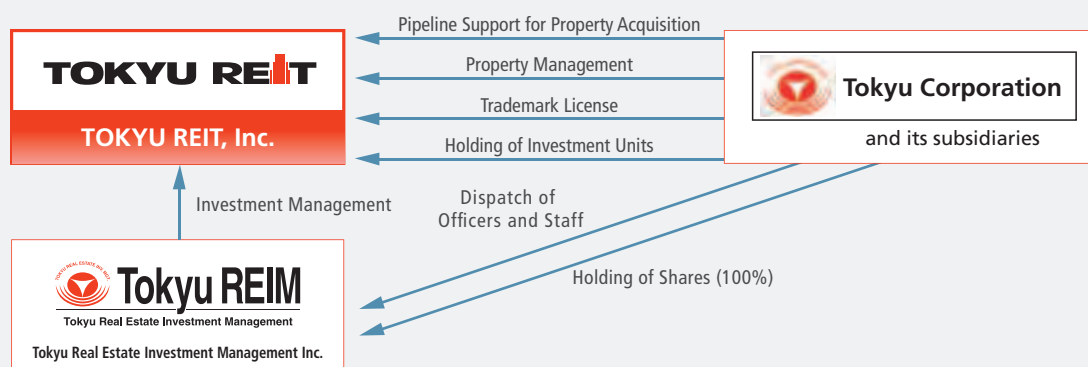 Pipeline Support for Property Acquisition
TOKYU REIT
TOKYU REIT, Inc.
Property Management
Trademark License
Holding of Investment Units
Tokyu Corporation
and its subsidiaries
Investment Management
Dispatch of
Officers and Staff
Holding of Shares (100%)
Tokyu REIM
Tokyu Real Estate Investment Management
Tokyu Real Estate Investment Management Inc.